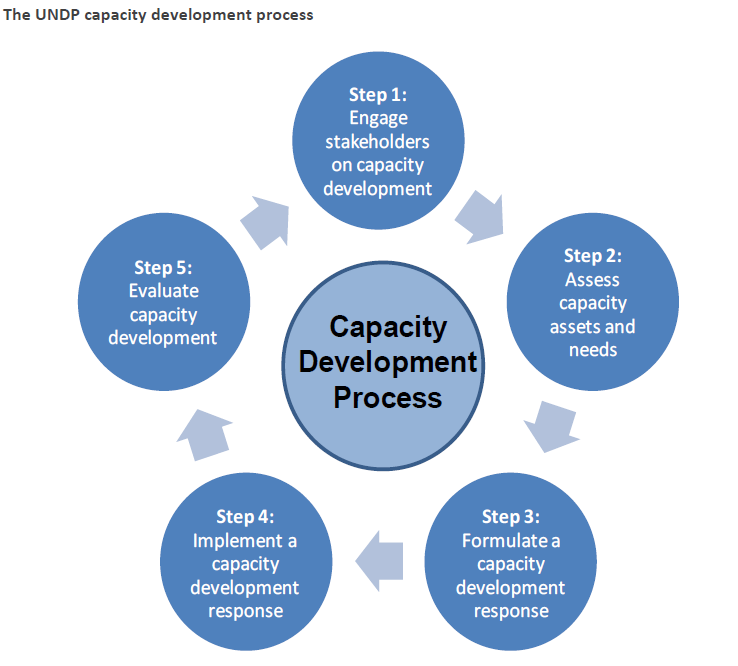 The UNDP capacity development process
Step 1:
Engage
stakeholders
on capacity
development
Step 2:
Assess
capacity
assets and
needs
Step 3:
Formulate a
capacity
development
response
Step 4:
Implement a
capacity
development
response
Step 5:
Evaluate
capacity
development
Capacity
Development
Process